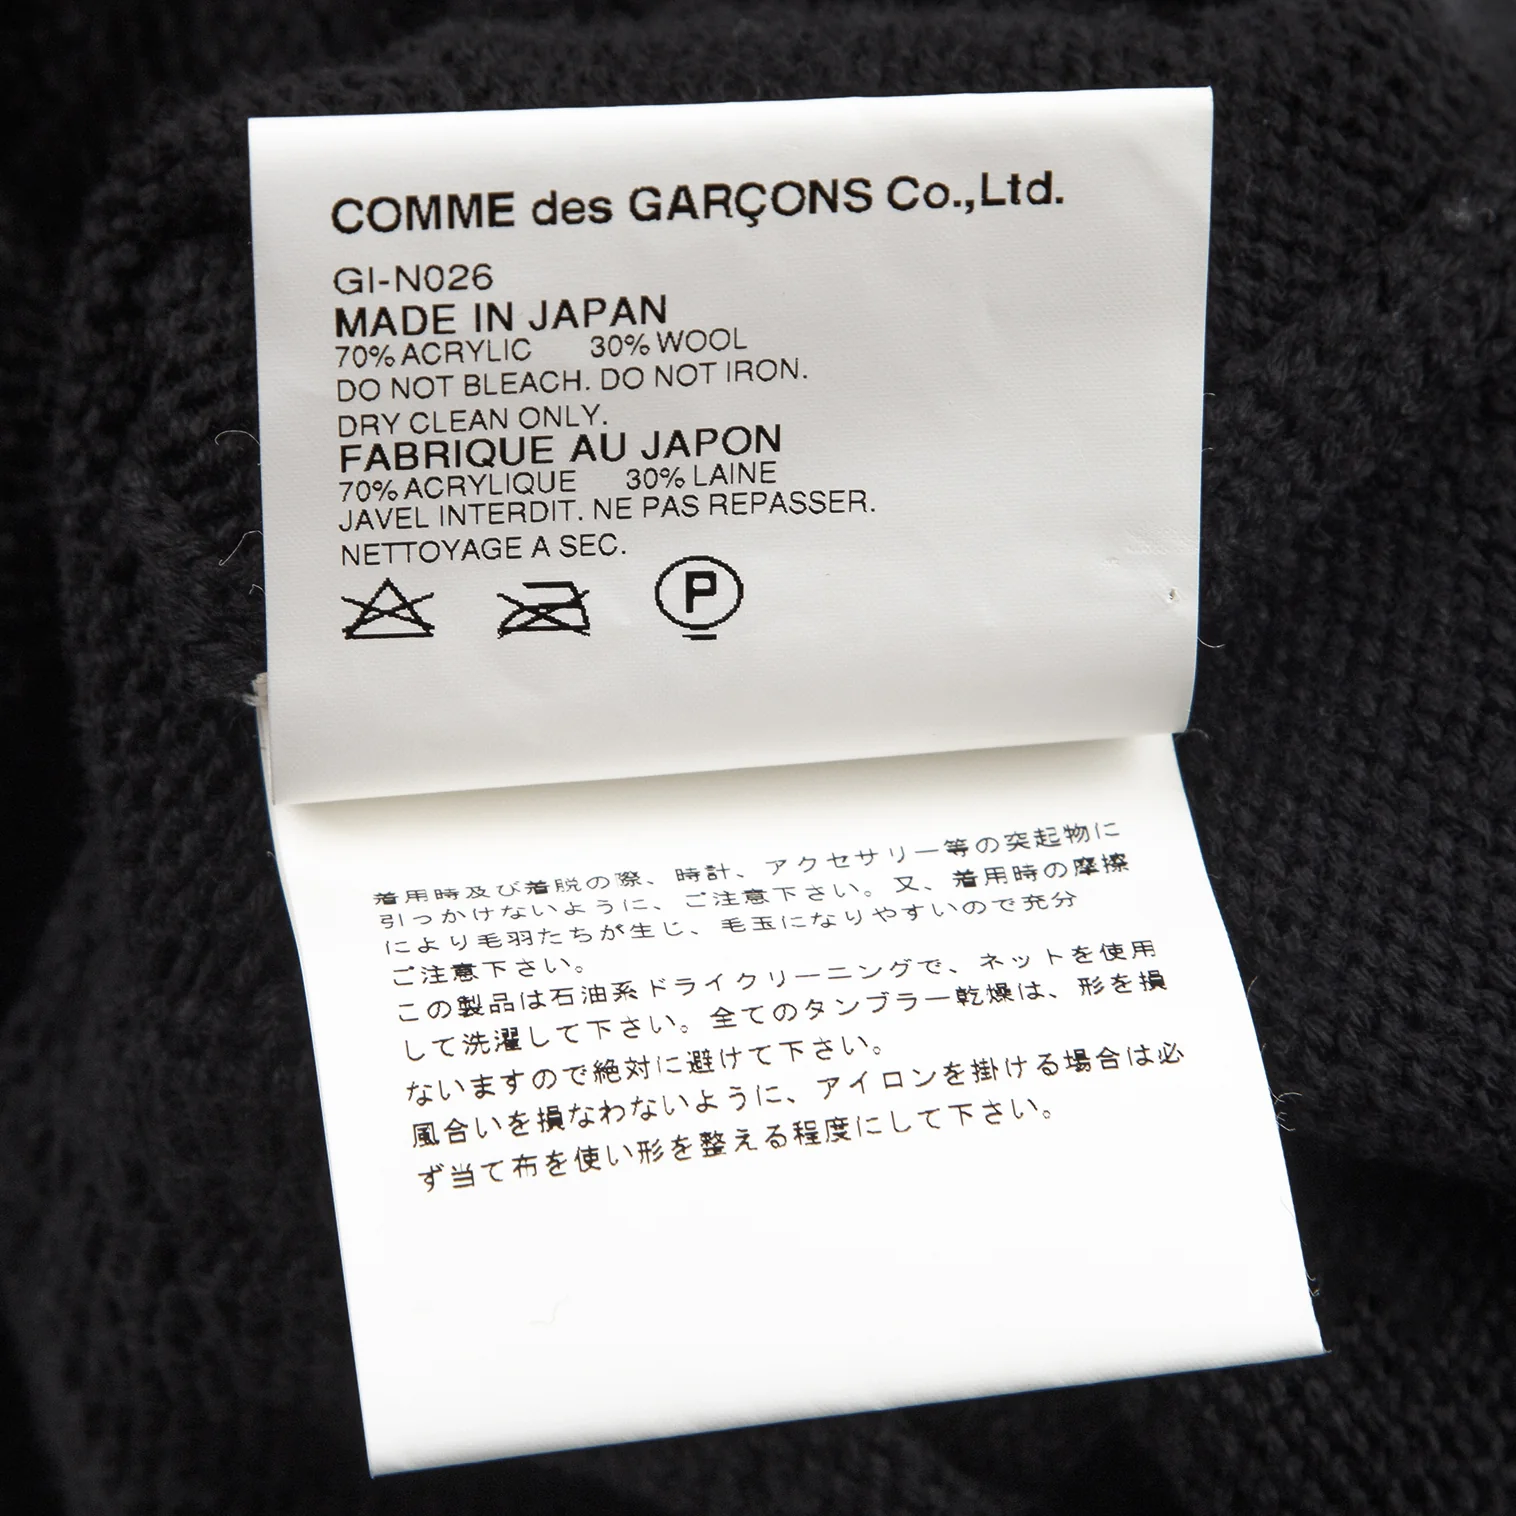 COMME des GARÇONS Co.,Ltd.
GI-N026
MADE IN JAPAN
70% ACRYLIC 30% WOOL
DO NOT BLEACH. DO NOT IRON.
DRY CLEAN ONLY.
FABRIQUE AU JAPON
70% ACRYLIQUE 30% LAINE
JAVEL INTERDIT. NE PAS REPASSER.
NETTOYAGE A SEC.
P
着用時及び着脱の際、時計、アクセサリー等の突起物に
引っかけないように、ご注意下さい。又、着用時の摩擦
により毛羽たちが生じ、毛玉になりやすいので充分
ご注意下さい。
この製品は石油系ドライクリーニングで、ネットを使用
して洗濯して下さい。全てのタンブラー乾燥は、形を損
ないますので絶対に避けて下さい。
風合いを損なわないように、アイロンを掛ける場合は必
ず当て布を使い形を整える程度にして下さい。